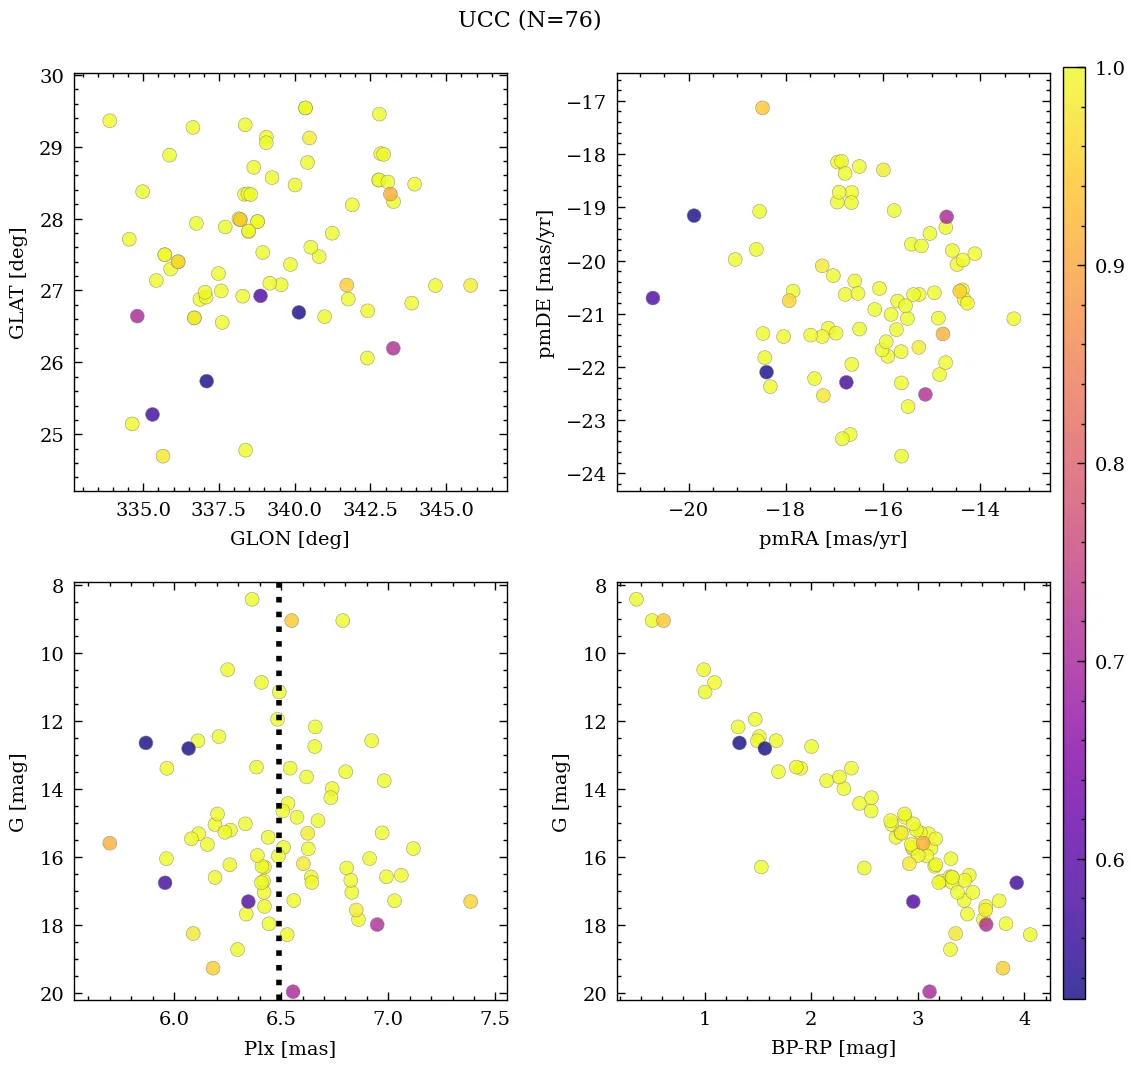 UCC (N=76)
30
29
28
27
26
25
GLAT [deg]
335.0 337.5 340.0 342.5 345.0
GLON [deg]
−17
−18
−19
−20
−21
−22
−23
−24
pmDE [mas/yr]
−20 −18 −16 −14
pmRA [mas/yr]
8
10
12
14
16
18
20
G [mag]
6.0 6.5 7.0 7.5
Plx [mas]
8
10
12
14
16
18
20
G [mag]
1 2 3 4
BP-RP [mag]
1.0
0.9
0.8
0.7
0.6